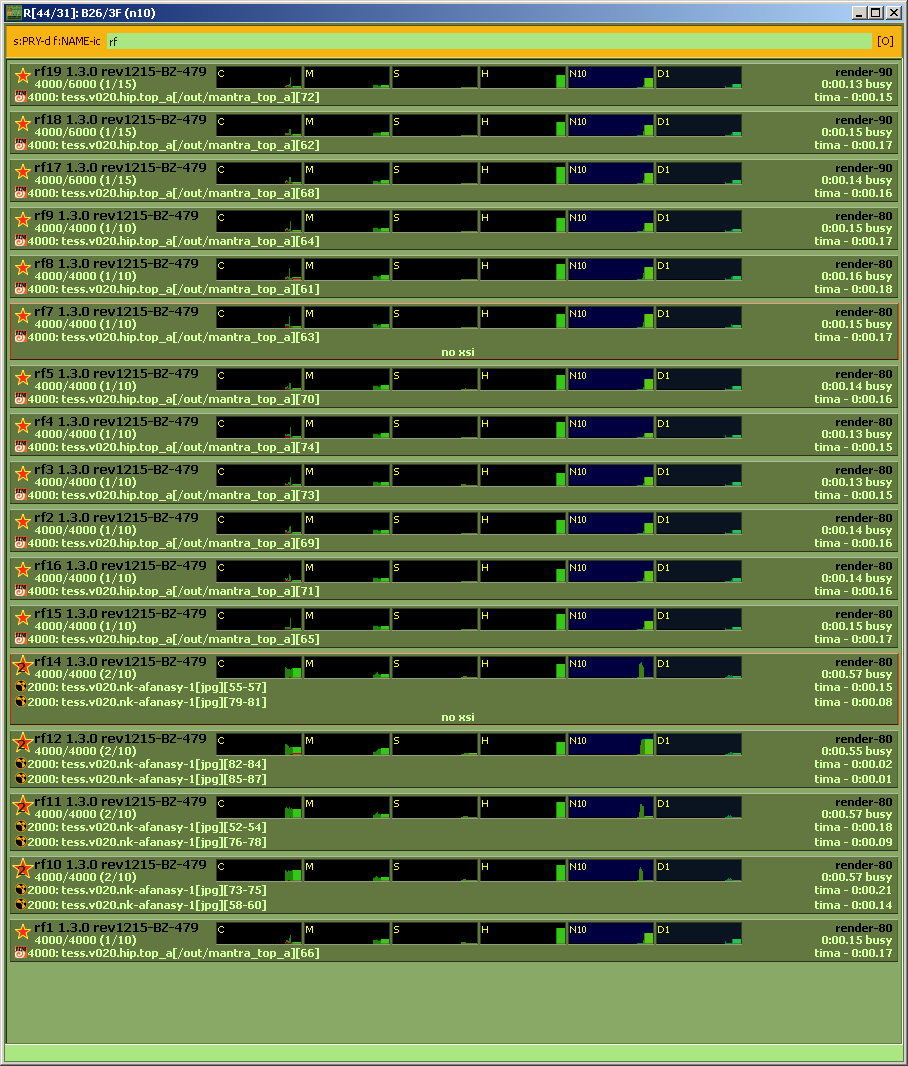 R[44/31]: B26/3F (n10)
s:PRY-d f:NAME-ic rf [O]
rf19 1.3.0 rev1215-BZ-479 C M S H N10 D1 render-90
4000/6000 (1/15) 0:00.13 busy
4000: tess.v020.hip.top_a[/out/mantra_top_a][72] tima - 0:00.15
rf18 1.3.0 rev1215-BZ-479 C M S H N10 D1 render-90
4000/6000 (1/15) 0:00.15 busy
4000: tess.v020.hip.top_a[/out/mantra_top_a][62] tima - 0:00.17
rf17 1.3.0 rev1215-BZ-479 C M S H N10 D1 render-90
4000/6000 (1/15) 0:00.14 busy
4000: tess.v020.hip.top_a[/out/mantra_top_a][68] tima - 0:00.16
rf9 1.3.0 rev1215-BZ-479 C M S H N10 D1 render-80
4000/4000 (1/10) 0:00.15 busy
4000: tess.v020.hip.top_a[/out/mantra_top_a][64] tima - 0:00.17
rf8 1.3.0 rev1215-BZ-479 C M S H N10 D1 render-80
4000/4000 (1/10) 0:00.16 busy
4000: tess.v020.hip.top_a[/out/mantra_top_a][61] tima - 0:00.18
rf7 1.3.0 rev1215-BZ-479 C M S H N10 D1 render-80
4000/4000 (1/10) 0:00.15 busy
4000: tess.v020.hip.top_a[/out/mantra_top_a][63] tima - 0:00.17
no xsi
rf5 1.3.0 rev1215-BZ-479 C M S H N10 D1 render-80
4000/4000 (1/10) 0:00.14 busy
4000: tess.v020.hip.top_a[/out/mantra_top_a][70] tima - 0:00.16
rf4 1.3.0 rev1215-BZ-479 C M S H N10 D1 render-80
4000/4000 (1/10) 0:00.13 busy
4000: tess.v020.hip.top_a[/out/mantra_top_a][74] tima - 0:00.15
rf3 1.3.0 rev1215-BZ-479 C M S H N10 D1 render-80
4000/4000 (1/10) 0:00.13 busy
4000: tess.v020.hip.top_a[/out/mantra_top_a][73] tima - 0:00.15
rf2 1.3.0 rev1215-BZ-479 C M S H N10 D1 render-80
4000/4000 (1/10) 0:00.14 busy
4000: tess.v020.hip.top_a[/out/mantra_top_a][69] tima - 0:00.16
rf16 1.3.0 rev1215-BZ-479 C M S H N10 D1 render-80
4000/4000 (1/10) 0:00.14 busy
4000: tess.v020.hip.top_a[/out/mantra_top_a][71] tima - 0:00.16
rf15 1.3.0 rev1215-BZ-479 C M S H N10 D1 render-80
4000/4000 (1/10) 0:00.15 busy
4000: tess.v020.hip.top_a[/out/mantra_top_a][65] tima - 0:00.17
2 rf14 1.3.0 rev1215-BZ-479 C M S H N10 D1 render-80
4000/4000 (2/10) 0:00.57 busy
2000: tess.v020.nk-afanasy-1[jpg][55-57] tima - 0:00.15
2000: tess.v020.nk-afanasy-1[jpg][79-81] tima - 0:00.08
no xsi
2 rf12 1.3.0 rev1215-BZ-479 C M S H N10 D1 render-80
4000/4000 (2/10) 0:00.55 busy
2000: tess.v020.nk-afanasy-1[jpg][82-84] tima - 0:00.02
2000: tess.v020.nk-afanasy-1[jpg][85-87] tima - 0:00.01
2 rf11 1.3.0 rev1215-BZ-479 C M S H N10 D1 render-80
4000/4000 (2/10) 0:00.57 busy
2000: tess.v020.nk-afanasy-1[jpg][52-54] tima - 0:00.18
2000: tess.v020.nk-afanasy-1[jpg][76-78] tima - 0:00.09
2 rf10 1.3.0 rev1215-BZ-479 C M S H N10 D1 render-80
4000/4000 (2/10) 0:00.57 busy
2000: tess.v020.nk-afanasy-1[jpg][73-75] tima - 0:00.21
2000: tess.v020.nk-afanasy-1[jpg][58-60] tima - 0:00.14
rf1 1.3.0 rev1215-BZ-479 C M S H N10 D1 render-80
4000/4000 (1/10) 0:00.15 busy
4000: tess.v020.hip.top_a[/out/mantra_top_a][66] tima - 0:00.17